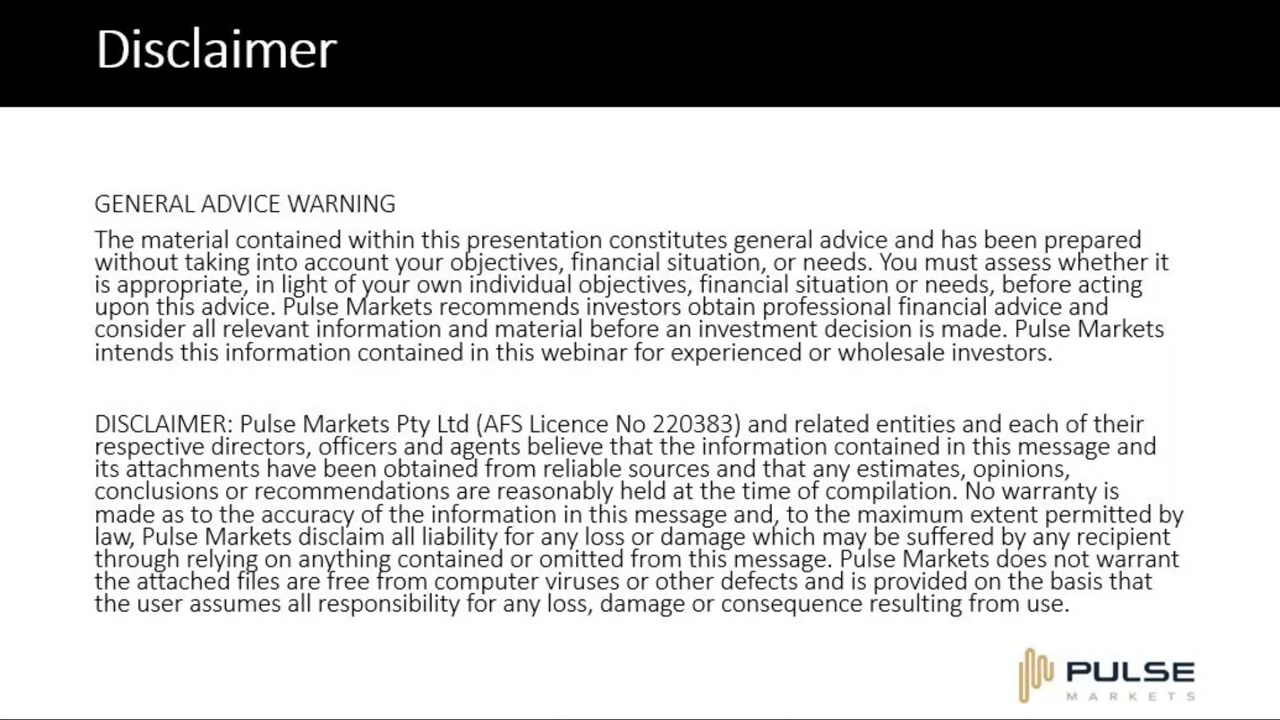 Disclaimer
GENERAL ADVICE WARNING
The material contained within this presentation constitutes general advice and has been prepared
without taking into account your objectives, financial situation, or needs. You must assess whether it
is appropriate, in light of your own individual objectives, financial situation or needs, before acting
upon this advice. Pulse Markets recommends investors obtain professional financial advice and
consider all relevant information and material before an investment decision is made. Pulse Markets
intends this information contained in this webinar for experienced or wholesale investors.
DISCLAIMER: Pulse Markets Pty Ltd (AFS Licence No 220383) and related entities and each of their
respective directors, officers and agents believe that the information contained in this message and
its attachments have been obtained from reliable sources and that any estimates, opinions,
conclusions or recommendations are reasonably held at the time of compilation. No warranty is
made as to the accuracy of the information in this message and, to the maximum extent permitted by
law, Pulse Markets disclaim all liability for any loss or damage which may be suffered by any recipient
through relying on anything contained or omitted from this message. Pulse Markets does not warrant
the attached files are free from computer viruses or other defects and is provided on the basis that
the user assumes all responsibility for any loss, damage or consequence resulting from use.
PULSE
MARKETS